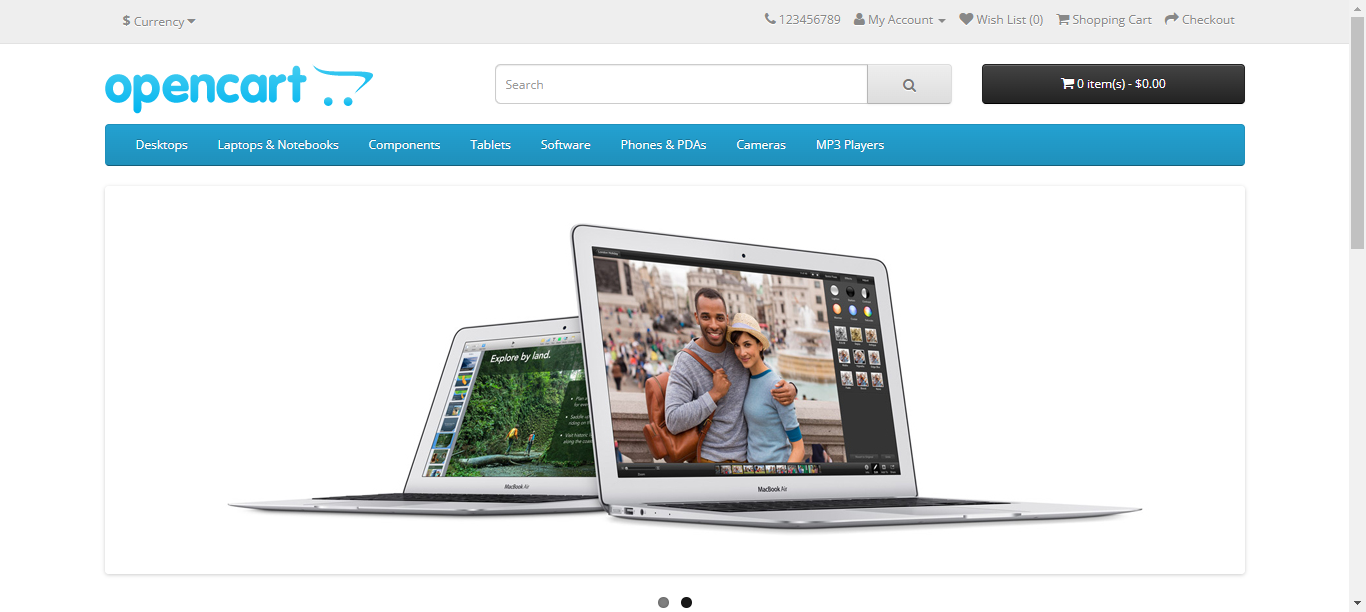 $ Currency
123456789 My Account Wish List (0) Shopping Cart Checkout
opencart
Search
0 item(s) - $0.00
Desktops Laptops & Notebooks Components Tablets Software Phones & PDAs Cameras MP3 Players
Explore by land.
MacBook Air
MacBook Air